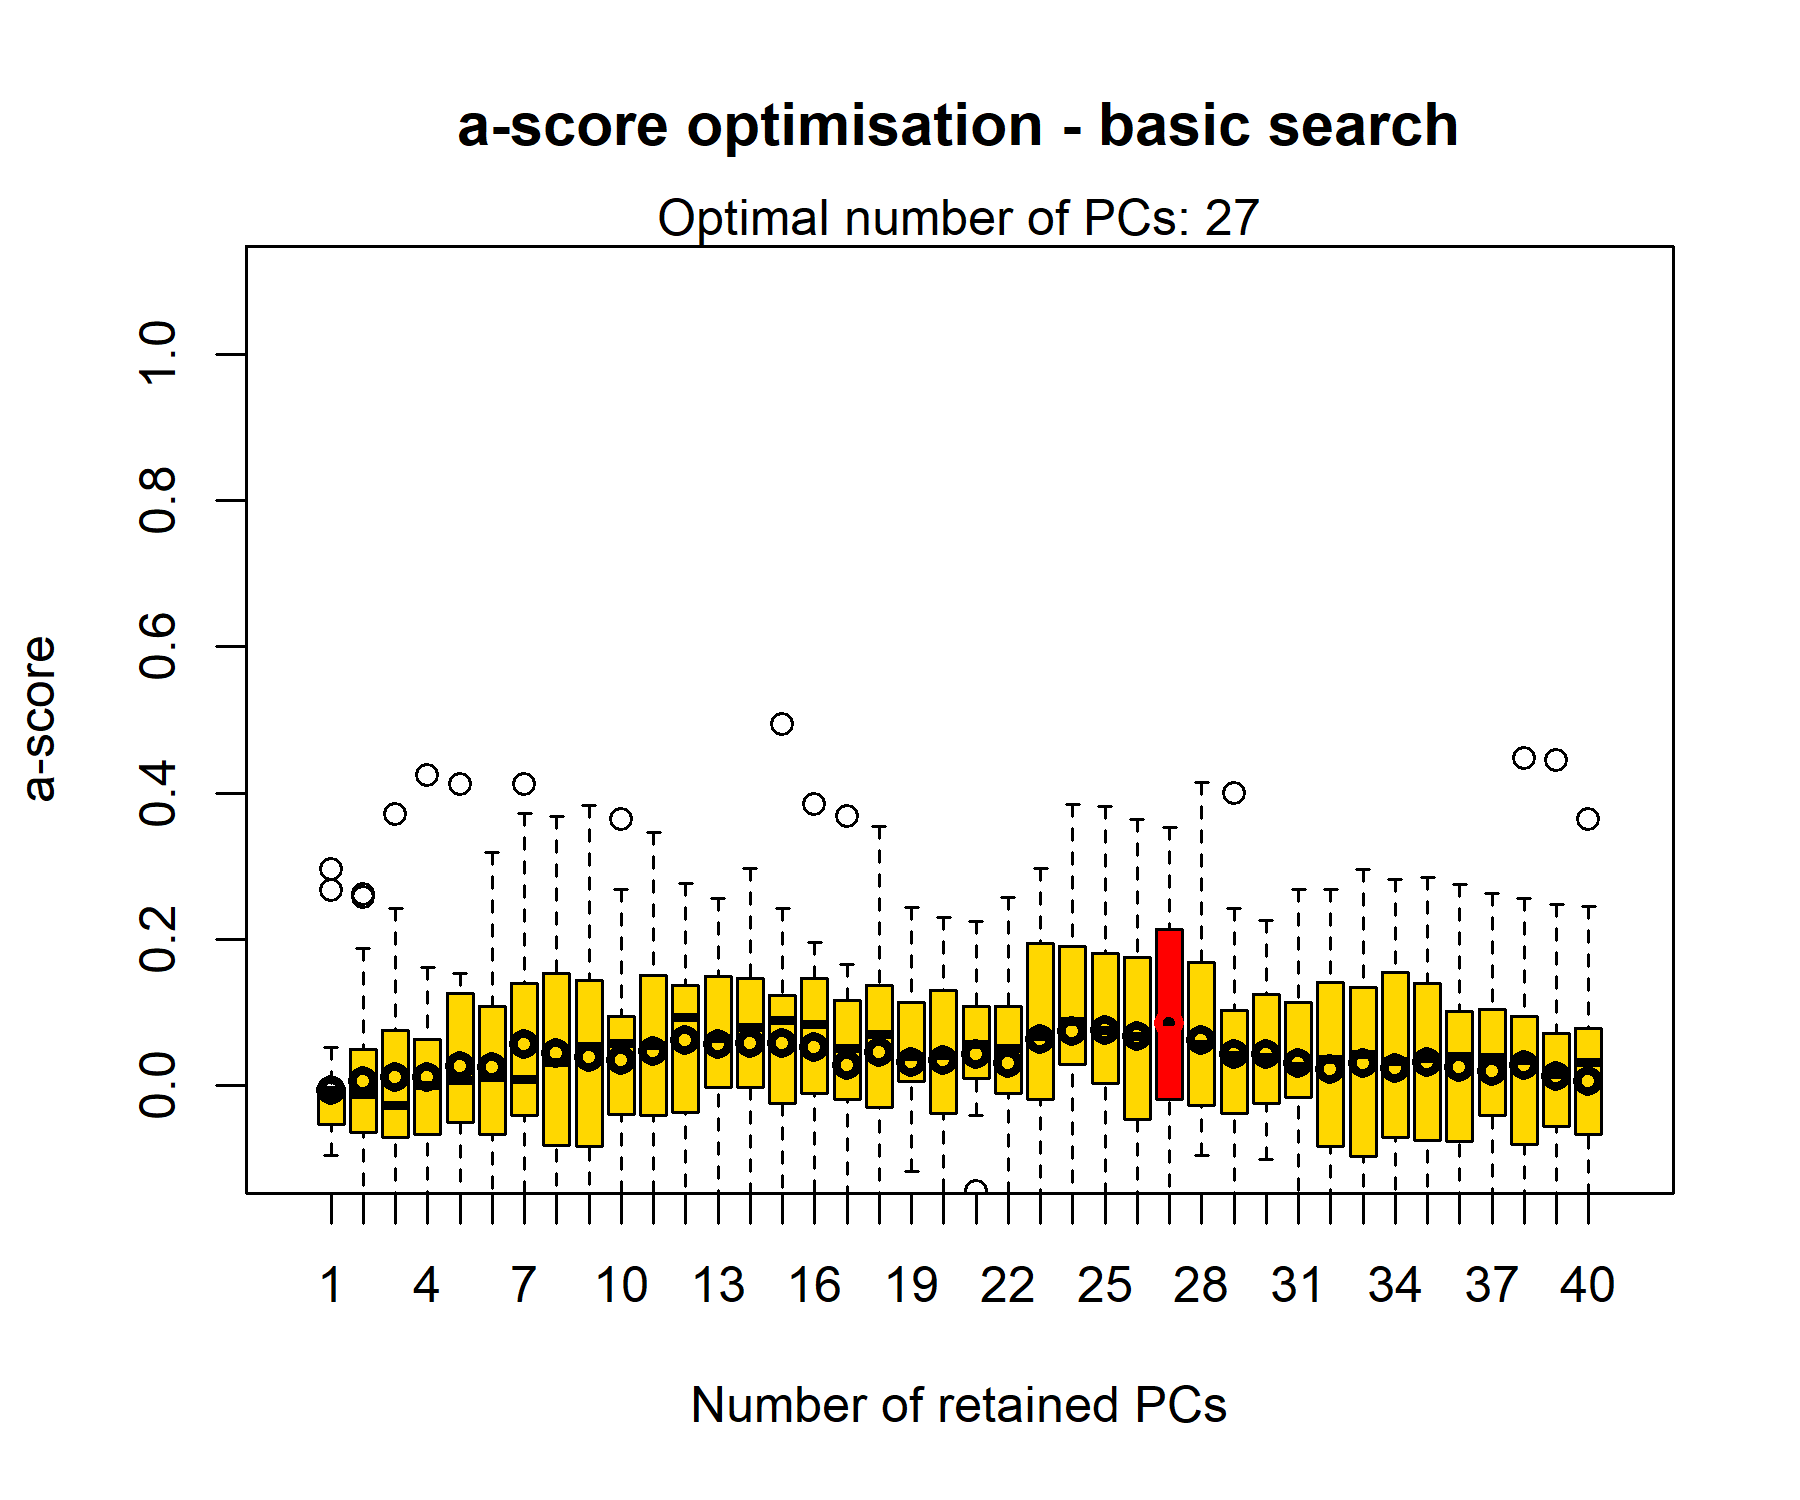 a-score optimisation - basic search
Optimal number of PCs: 27
a-score
1.0
0.8
0.6
0.4
0.2
0.0
1 4 7 10 13 16 19 22 25 28 31 34 37 40
Number of retained PCs